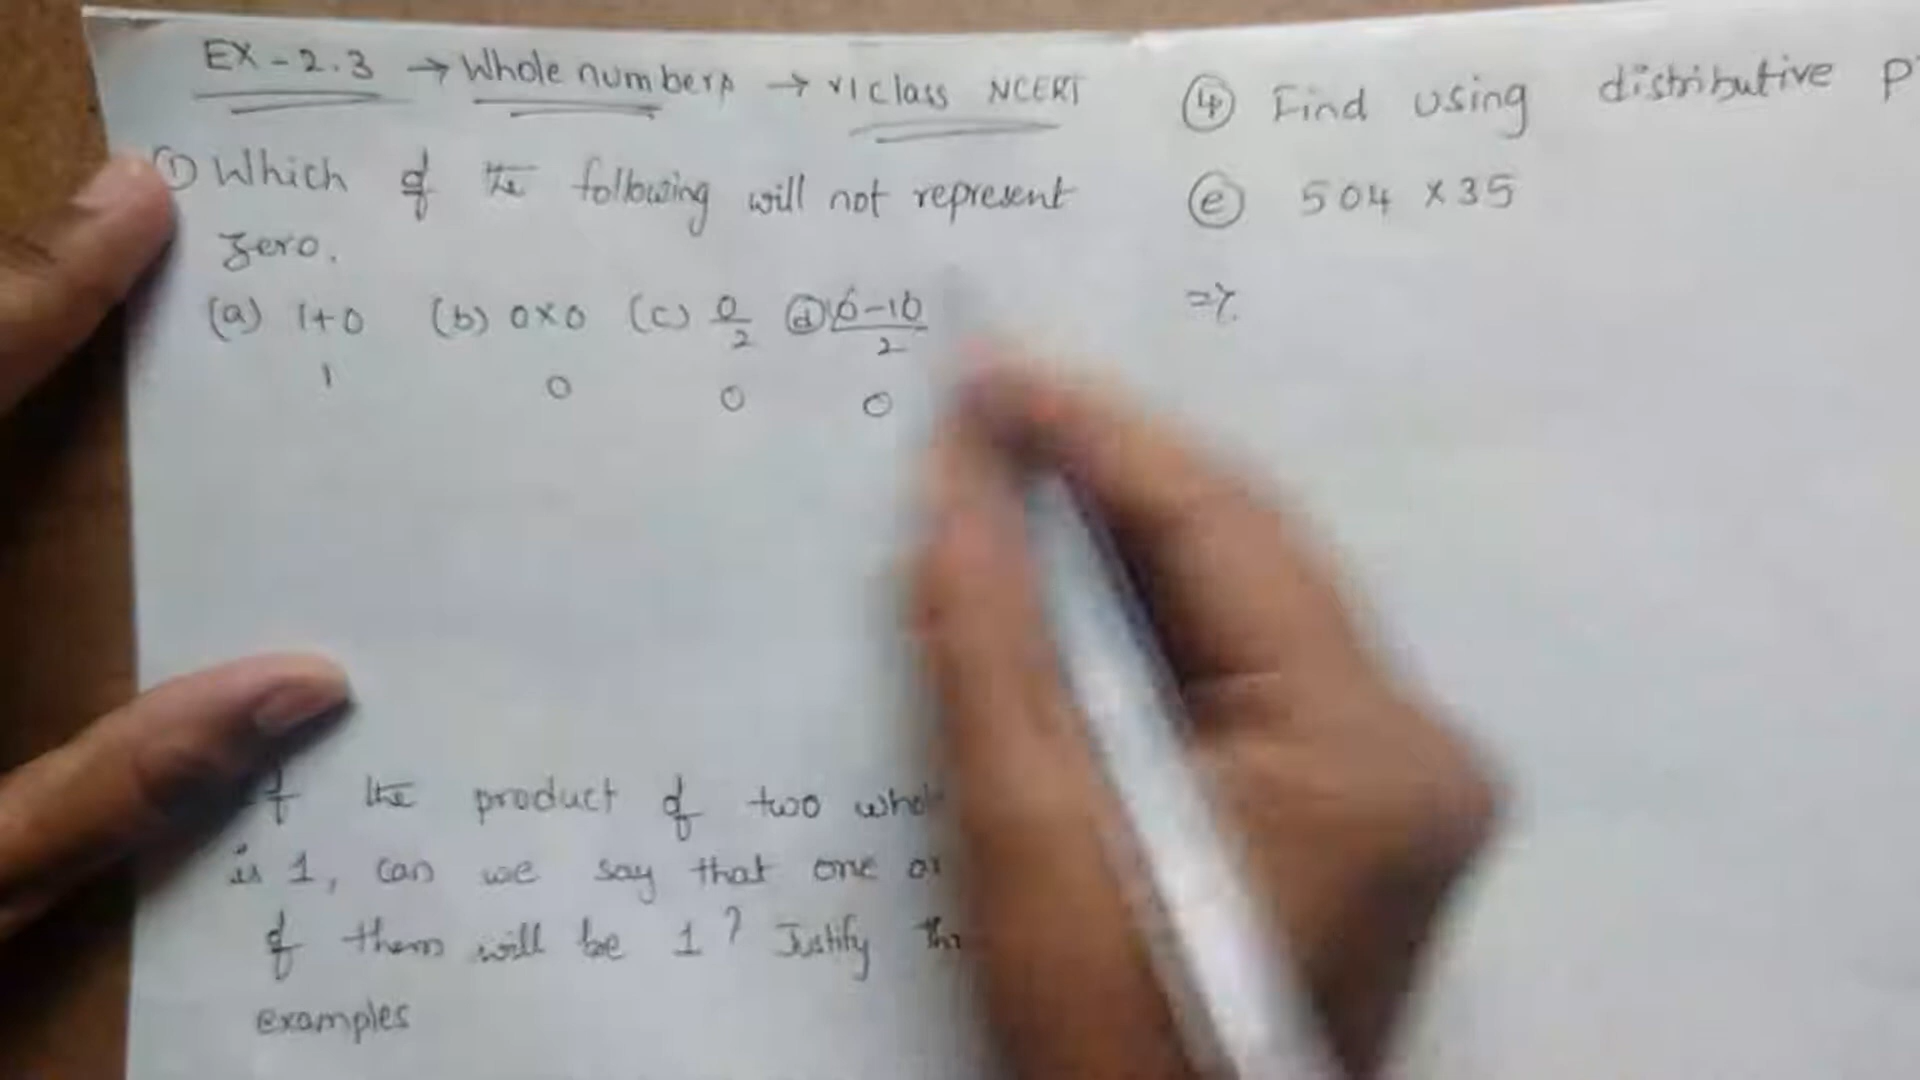 EX-2.3 → Whole numbers → VI class NCERT
① Which of the following will not represent
zero.
(a) 1+0 (b) 0×0 (c) 0/2 (d) 10-10/2
1 0 0 0
If the product of two
is 1, can we say that one or
of them will be 1? Justify
examples
④ Find using distributive
(e) 504 × 35
=